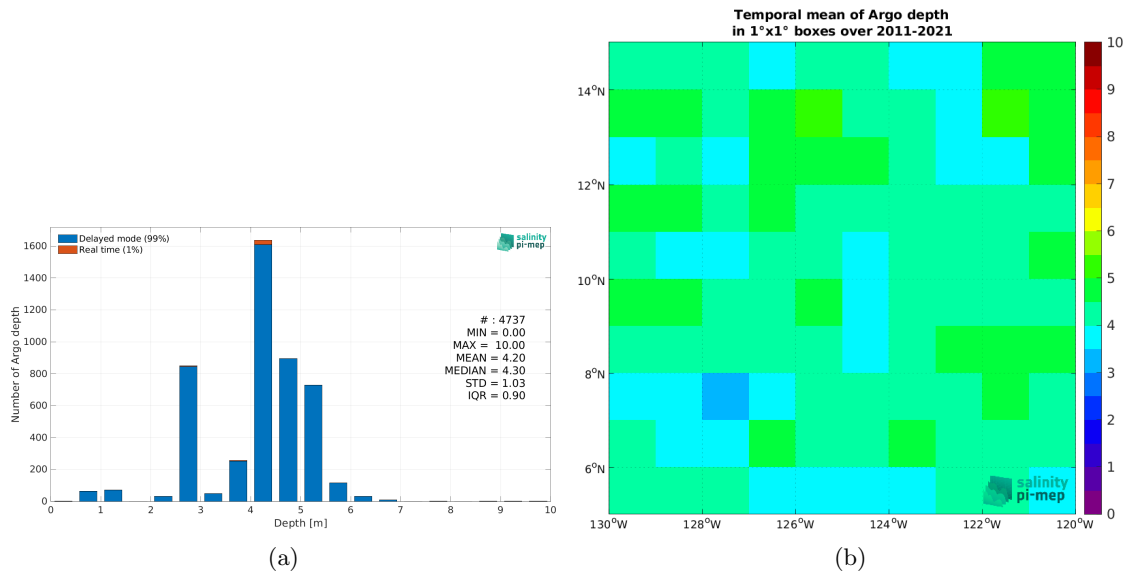 Delayed mode (99%)
Real time (1%)
salinity
pi-mep
Number of Argo depth
1600
1400
1200
1000
800
600
400
200
0
# : 4737
MIN = 0.00
MAX = 10.00
MEAN = 4.20
MEDIAN = 4.30
STD = 1.03
IQR = 0.90
0 1 2 3 4 5 6 7 8 9 10
Depth [m]
(a)
Temporal mean of Argo depth
in 1°x1° boxes over 2011-2021
14°N
12°N
10°N
8°N
6°N
130°W 128°W 126°W 124°W 122°W 120°W
salinity
pi-mep
10
9
8
7
6
5
4
3
2
1
0
(b)